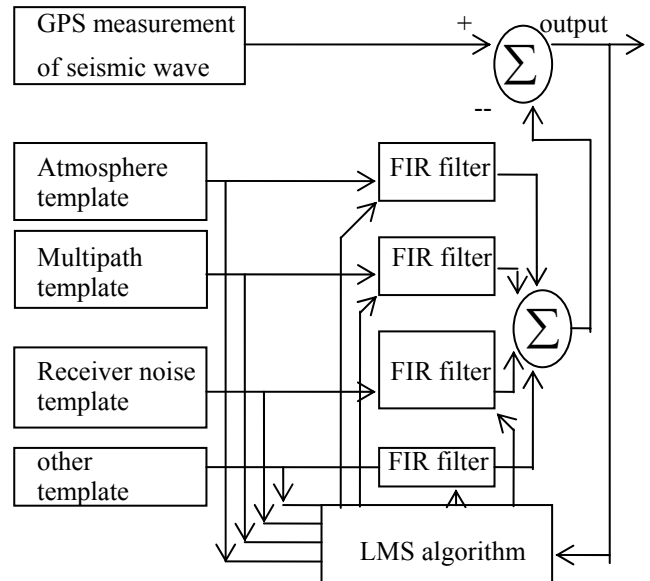 GPS measurement
of seismic wave
+
output
Σ
--
Atmosphere
template
FIR filter
Multipath
template
FIR filter
Σ
Receiver noise
template
FIR filter
other
template
FIR filter
LMS algorithm